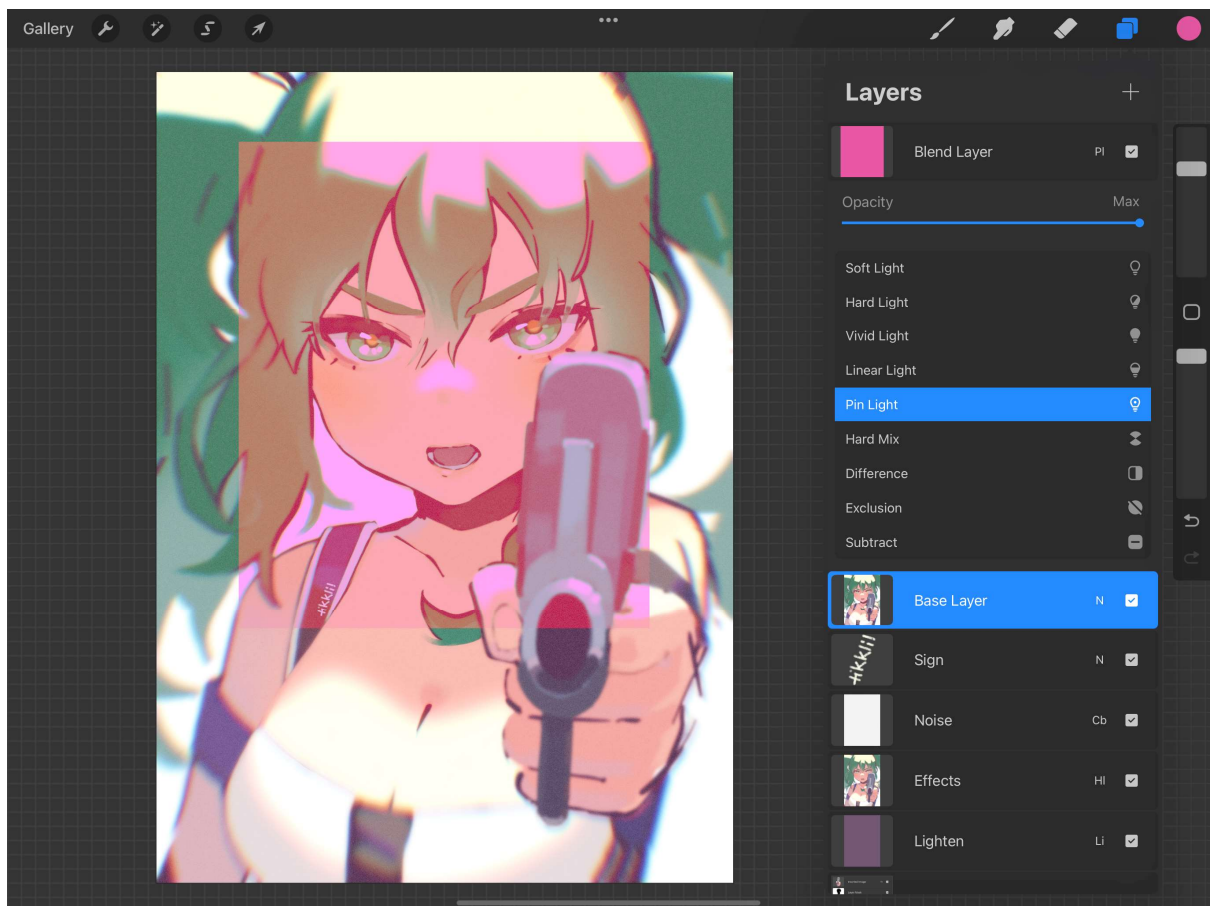 Gallery
Layers
Blend Layer Pl
Opacity Max
Soft Light
Hard Light
Vivid Light
Linear Light
Pin Light
Hard Mix
Difference
Exclusion
Subtract
Base Layer N
Sign N
Noise Cb
Effects Hl
Lighten Li